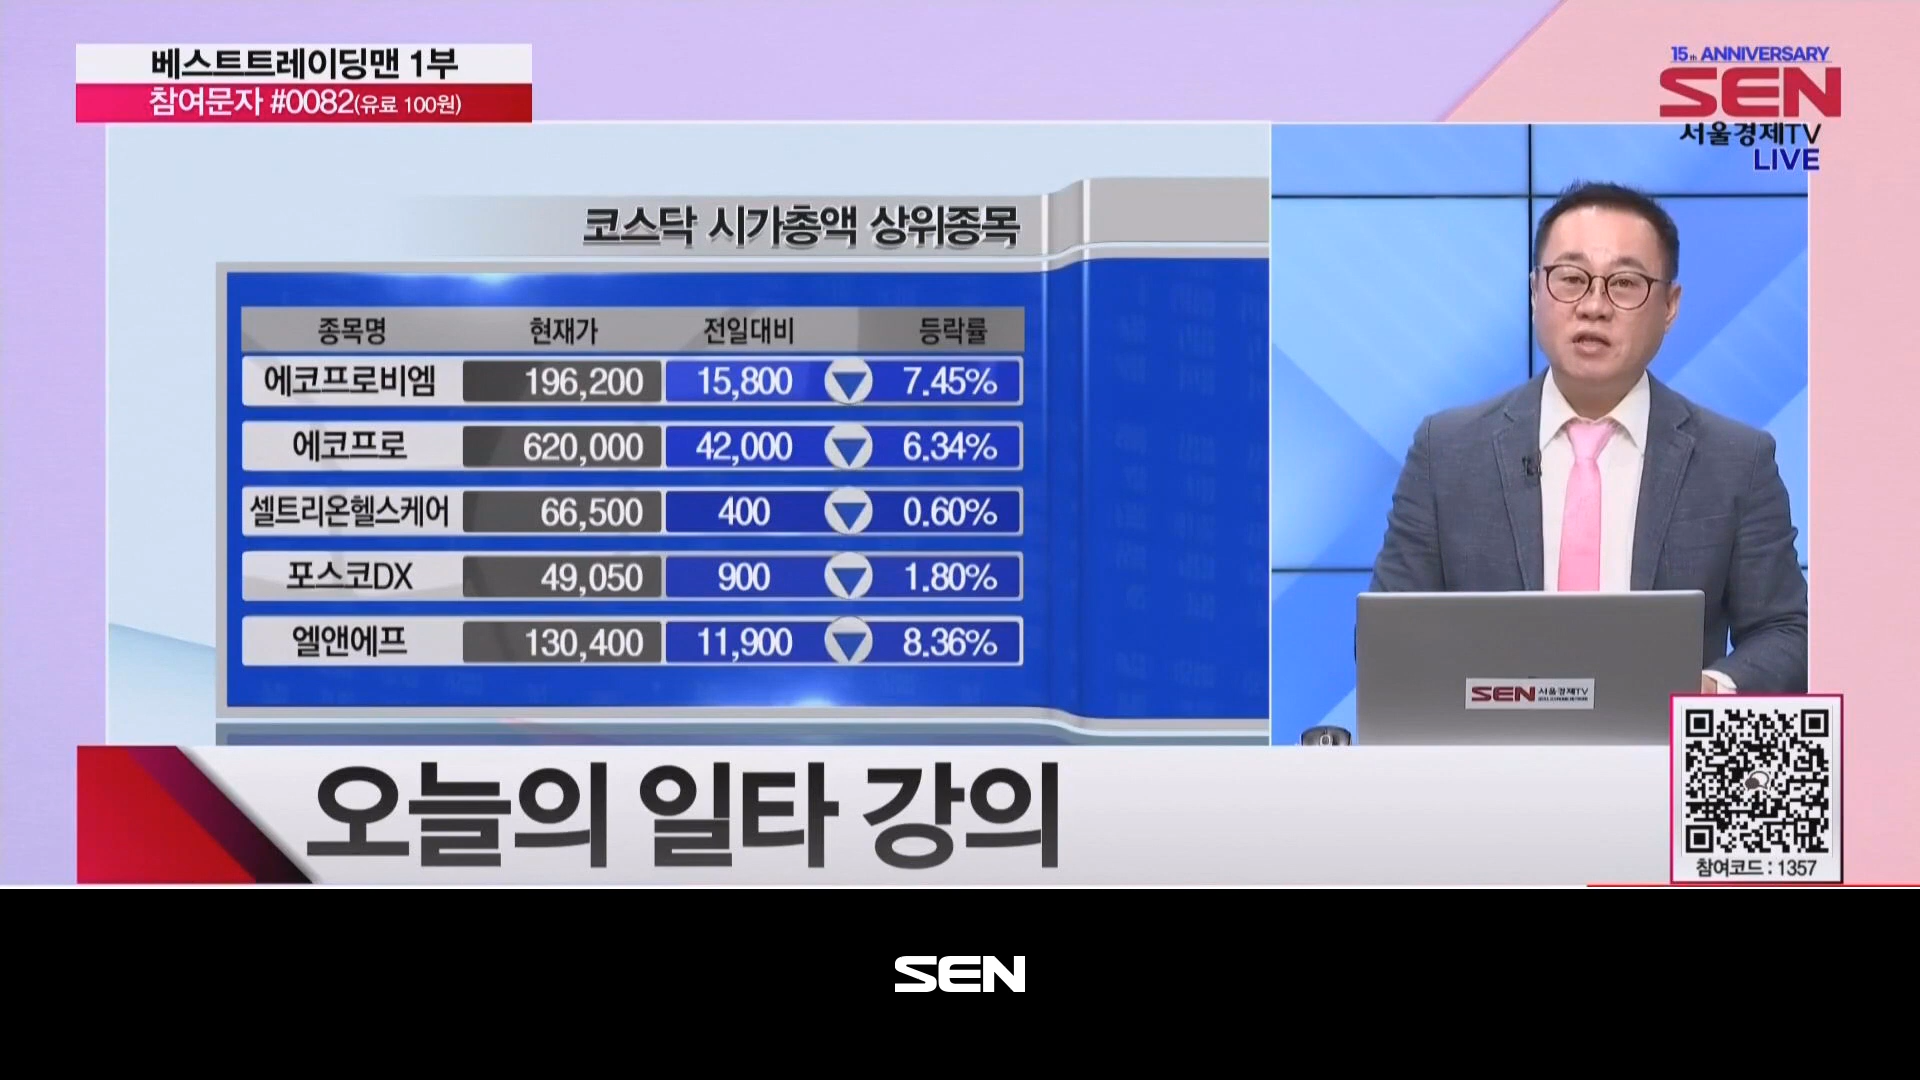 베스트트레이딩맨 1부
참여문자 #0082(유료 100원)
15th ANNIVERSARY
SEN
서울경제TV
LIVE
코스닥 시가총액 상위종목
종목명 현재가 전일대비 등락률
에코프로비엠 196,200 15,800 ▼ 7.45%
에코프로 620,000 42,000 ▼ 6.34%
셀트리온헬스케어 66,500 400 ▼ 0.60%
포스코DX 49,050 900 ▼ 1.80%
엘앤에프 130,400 11,900 ▼ 8.36%
SEN 서울경제TV
오늘의 일타 강의
참여코드 : 1357
SEN